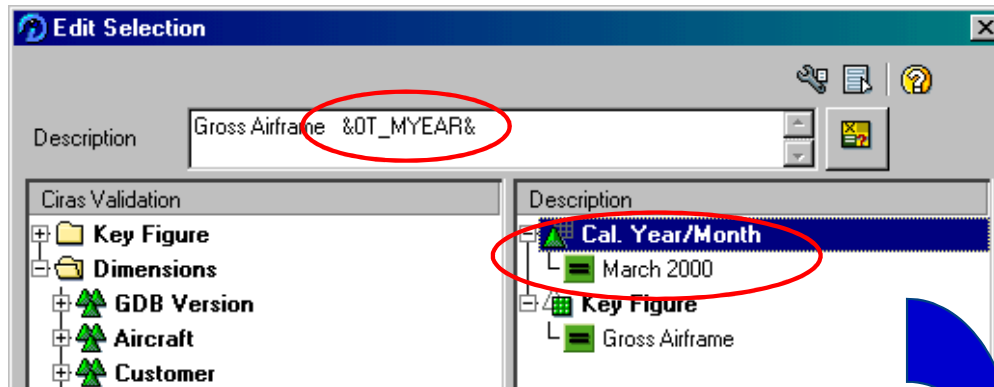 Edit Selection
Description
Gross Airframe &0T_MYEAR&
Ciras Validation
Key Figure
Dimensions
GDB Version
Aircraft
Customer
Description
Cal. Year/Month
March 2000
Key Figure
Gross Airframe